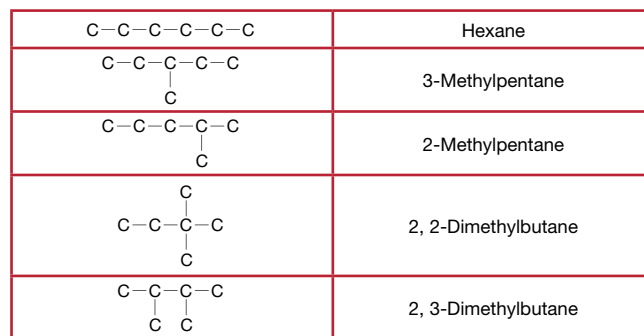 C–C–C–C–C–C
Hexane
C–C–C–C–C
C
3-Methylpentane
C–C–C–C–C
C
2-Methylpentane
C
C–C–C–C
C
2, 2-Dimethylbutane
C–C–C–C
C C
2, 3-Dimethylbutane